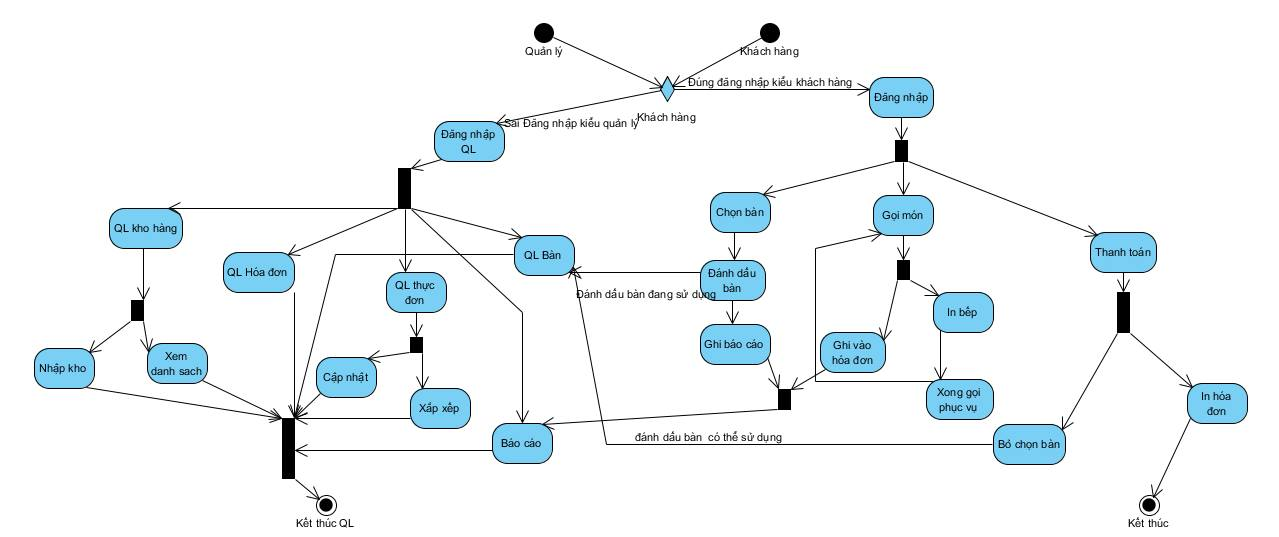 Quản lý
Khách hàng
Đúng đăng nhập kiểu khách hàng
Đăng nhập
Khách hàng
Sai Đăng nhập kiểu quản lý
Đăng nhập
QL
QL kho hàng
Chọn bàn
Gọi món
QL Bàn
Thanh toán
QL Hóa đơn
QL thực
đơn
Đánh dấu
bàn
Đánh dấu bàn đang sử dụng
In bếp
Ghi báo cáo
Ghi vào
hóa đơn
Nhập kho
Xem
danh sach
Cập nhật
Xắp xếp
Xong gọi
phục vụ
In hóa
đơn
Báo cáo
đánh dấu bàn có thể sử dụng
Bỏ chọn bàn
Kết thúc QL
Kết thúc